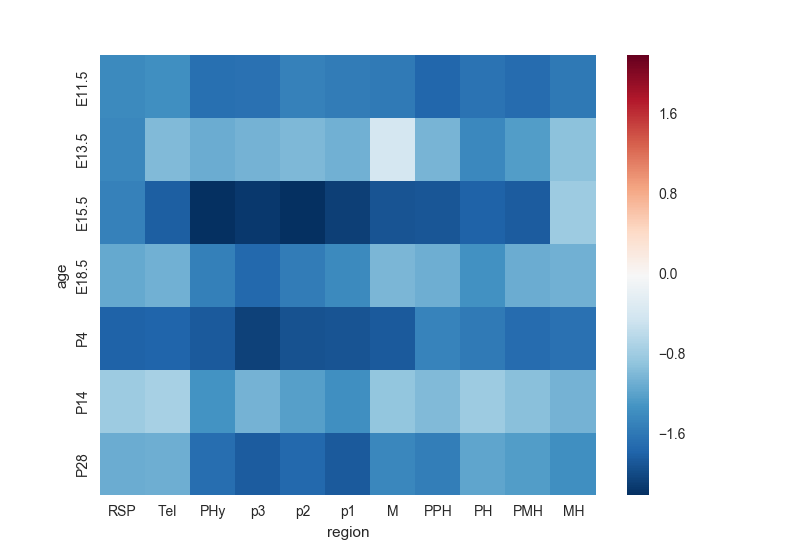 E11.5
E13.5
E15.5
E18.5
P4
P14
P28
age
RSP Tel PHy p3 p2 p1 M PPH PH PMH MH
region
1.6
0.8
0.0
−0.8
−1.6